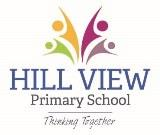 HILL VIEW
Primary School
Thinking Together